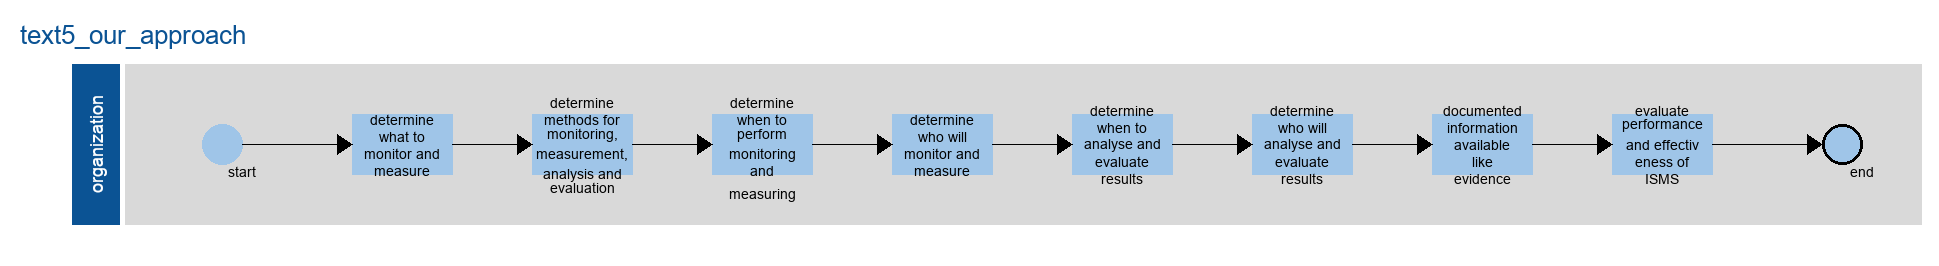 text5_our_approach
organization
start
determine
what to
monitor and
measure
determine
methods for
monitoring,
measurement,
analysis and
evaluation
determine
when to
perform
monitoring
and
measuring
determine
who will
monitor and
measure
determine
when to
analyse and
evaluate
results
determine
who will
analyse and
evaluate
results
documented
information
available
like
evidence
evaluate
performance
and effectiv
eness of
ISMS
end